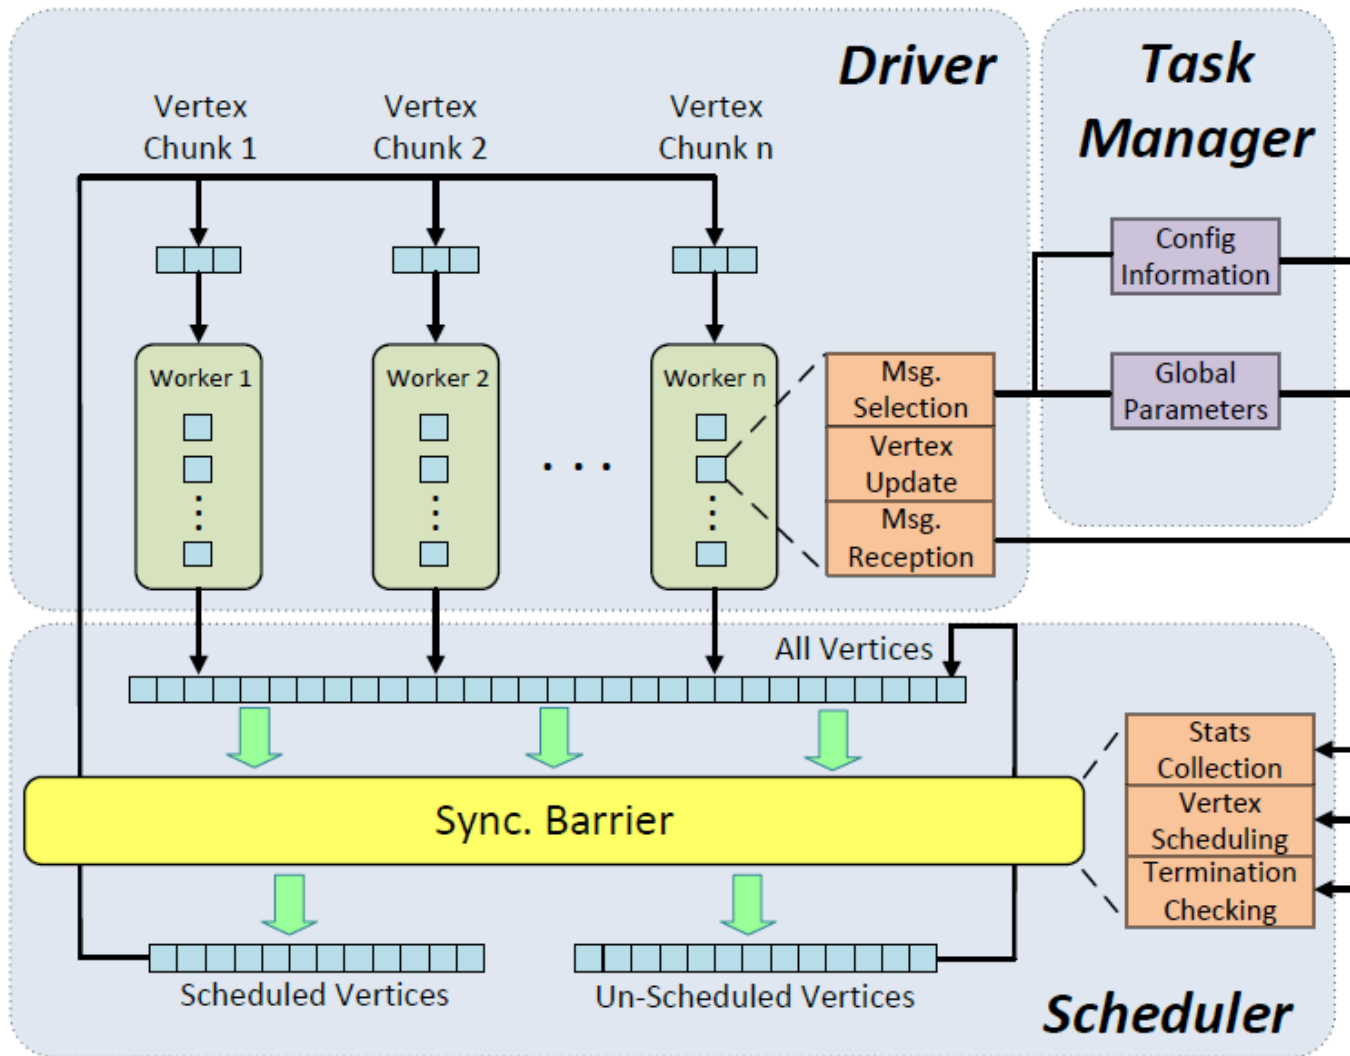 Driver
Task
Manager
Vertex
Chunk 1
Vertex
Chunk 2
Vertex
Chunk n
Config
Information
Global
Parameters
Worker 1
Worker 2
. . .
Worker n
Msg.
Selection
Vertex
Update
Msg.
Reception
All Vertices
Sync. Barrier
Stats
Collection
Vertex
Scheduling
Termination
Checking
Scheduled Vertices
Un-Scheduled Vertices
Scheduler